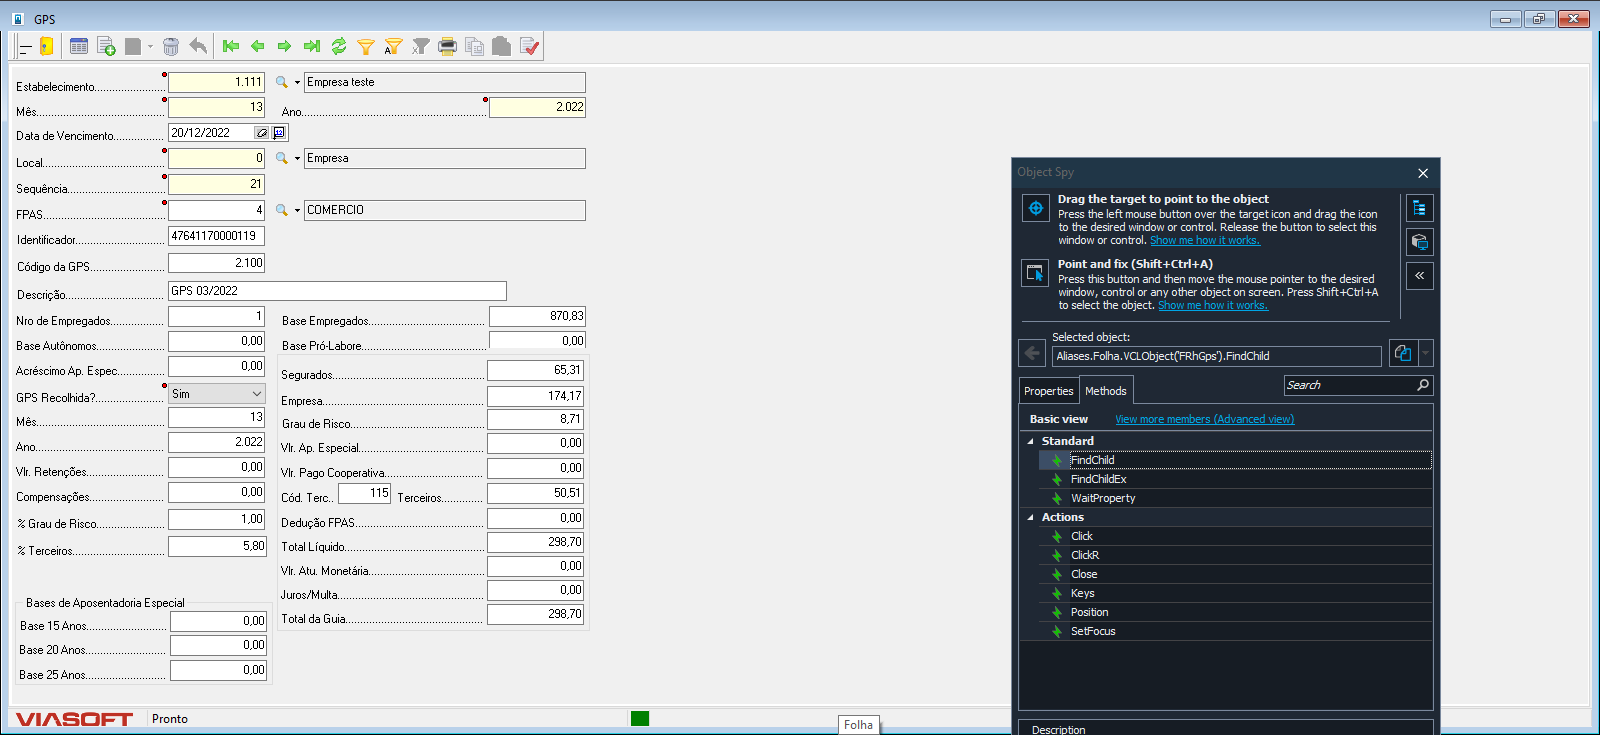 GPS
Estabelecimento
1.111
Empresa teste
Mês
13
Ano
2.022
Data de Vencimento
20/12/2022
Local
0
Empresa
Sequência
21
FPAS
4
COMERCIO
Identificador
47641170000119
Código da GPS
2.100
Descrição
GPS 03/2022
Nro de Empregados
1
Base Empregados
870,83
Base Autônomos
0,00
Base Pró-Labore
0,00
Acréscimo Ap. Espec
0,00
GPS Recolhida?
Sim
Mês
13
Ano
2.022
Vlr. Retenções
0,00
Compensações
0,00
% Grau de Risco
1,00
% Terceiros
5,80
Segurados
65,31
Empresa
174,17
Grau de Risco
8,71
Vlr. Ap. Especial
0,00
Vlr. Pago Cooperativa
0,00
Cód. Terc..
115
Terceiros
50,51
Dedução FPAS
0,00
Total Líquido
298,70
Vlr. Atu. Monetária
0,00
Juros/Multa
0,00
Total da Guia
298,70
Bases de Aposentadoria Especial
Base 15 Anos
0,00
Base 20 Anos
0,00
Base 25 Anos
0,00
VIASOFT
Pronto
Folha
Object Spy
Drag the target to point to the object
Press the left mouse button over the target icon and drag the icon
to the desired window or control. Release the button to select this
window or control. Show me how it works.
Point and fix (Shift+Ctrl+A)
Press this button and then move the mouse pointer to the desired
window, control or any other object on screen. Press Shift+Ctrl+A
to select the object. Show me how it works.
Selected object:
Aliases.Folha.VCLObject('FRhGps').FindChild
Properties
Methods
Search
Basic view
View more members (Advanced view)
Standard
FindChild
FindChildEx
WaitProperty
Actions
Click
ClickR
Close
Keys
Position
SetFocus
Description